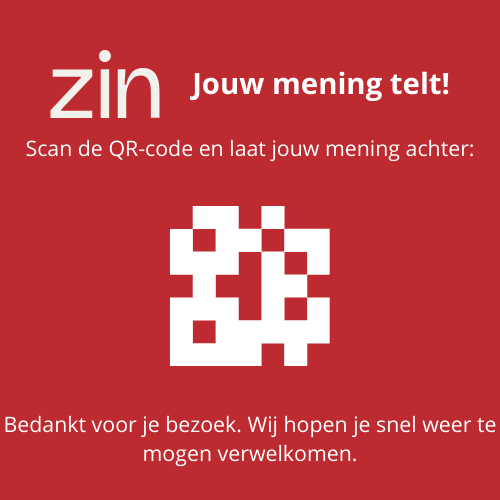 zin
Jouw mening telt!
Scan de QR-code en laat jouw mening achter:
Bedankt voor je bezoek. Wij hopen je snel weer te
mogen verwelkomen.